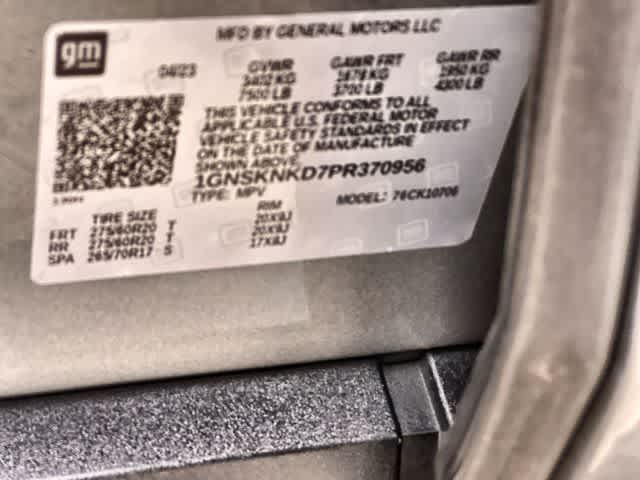 gm
MFD BY GENERAL MOTORS LLC
04/23 GVWR GAWR FRT GAWR RR
3402 KG 1678 KG 1950 KG
7500 LB 3700 LB 4300 LB
THIS VEHICLE CONFORMS TO ALL
APPLICABLE U.S. FEDERAL MOTOR
VEHICLE SAFETY STANDARDS IN EFFECT
ON THE DATE OF MANUFACTURE
SHOWN ABOVE.
1GNSKNKD7PR370956
TYPE: MPV MODEL: 76CK10706
TIRE SIZE RIM
FRT 275/60R20 T 20X9J
RR 275/60R20 T 20X9J
SPA 265/70R17 S 17X8J